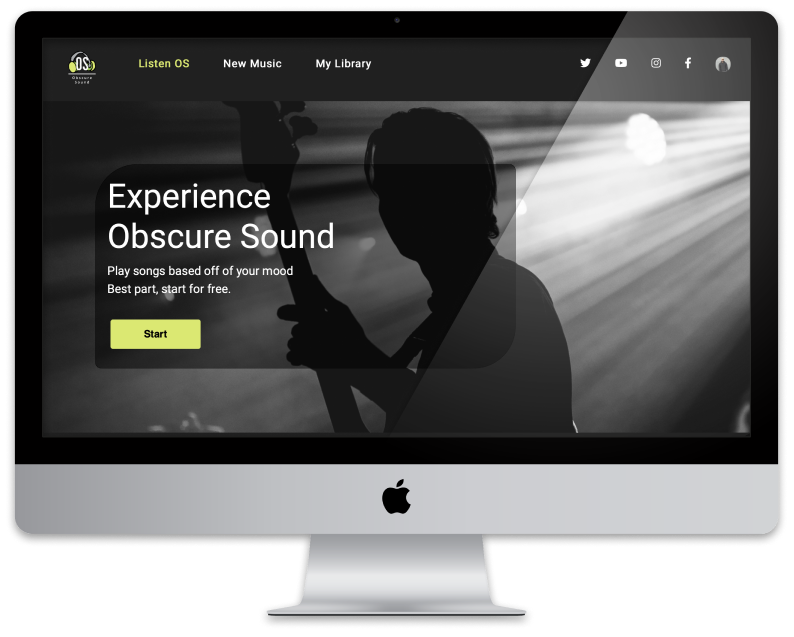 OS
Obscure
Sound
Listen OS
New Music
My Library
Experience
Obscure Sound
Play songs based off of your mood
Best part, start for free.
Start